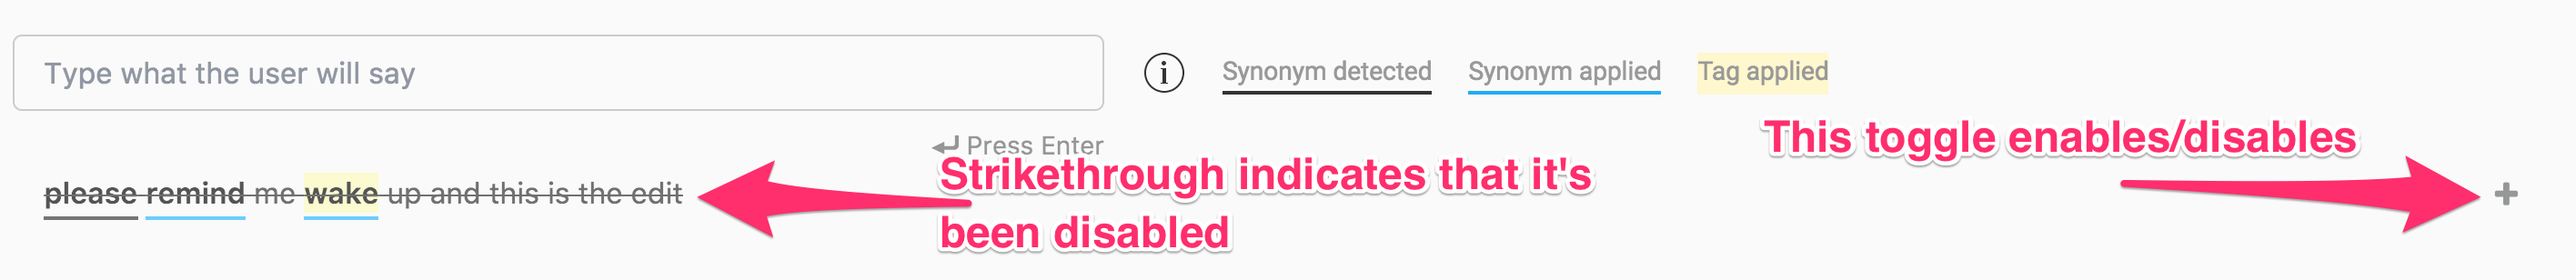 Type what the user will say
i Synonym detected Synonym applied Tag applied
Press Enter
This toggle enables/disables
please remind me wake up and this is the edit
Strikethrough indicates that it's
been disabled